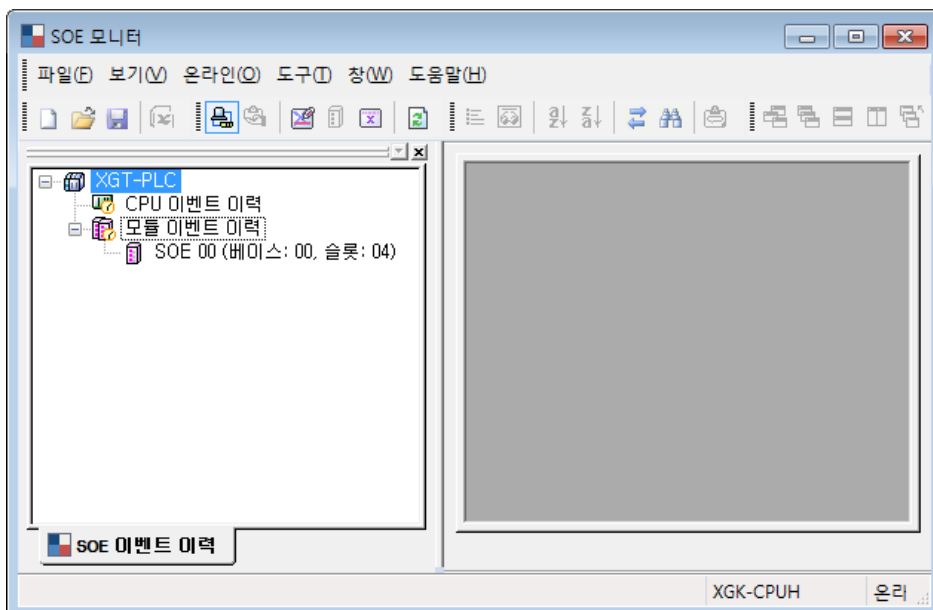 SOE 모니터
파일(F) 보기(V) 온라인(O) 도구(T) 창(W) 도움말(H)
XGT-PLC
CPU 이벤트 이력
모듈 이벤트 이력
SOE 00 (베이스: 00, 슬롯: 04)
SOE 이벤트 이력
XGK-CPUH 온라